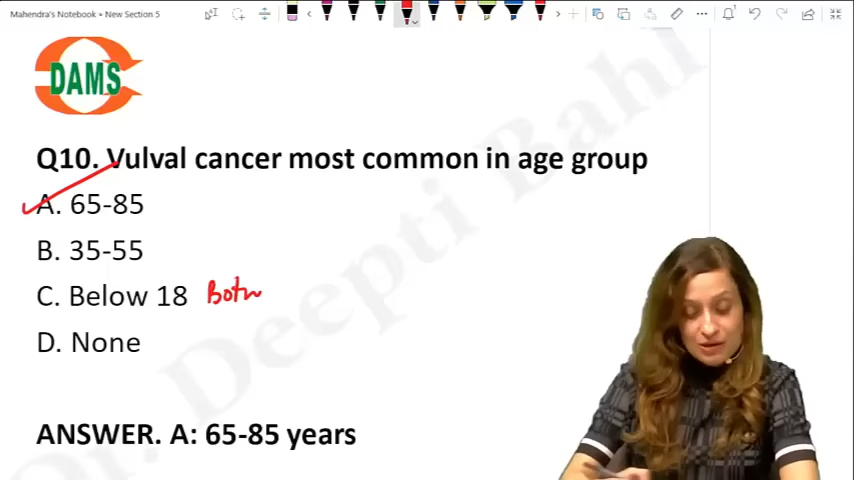 Mahendra's Notebook • New Section 5
DAMS
Q10. Vulval cancer most common in age group
A. 65-85
B. 35-55
C. Below 18 Both
D. None
ANSWER. A: 65-85 years
Dr. Deepti Bahl